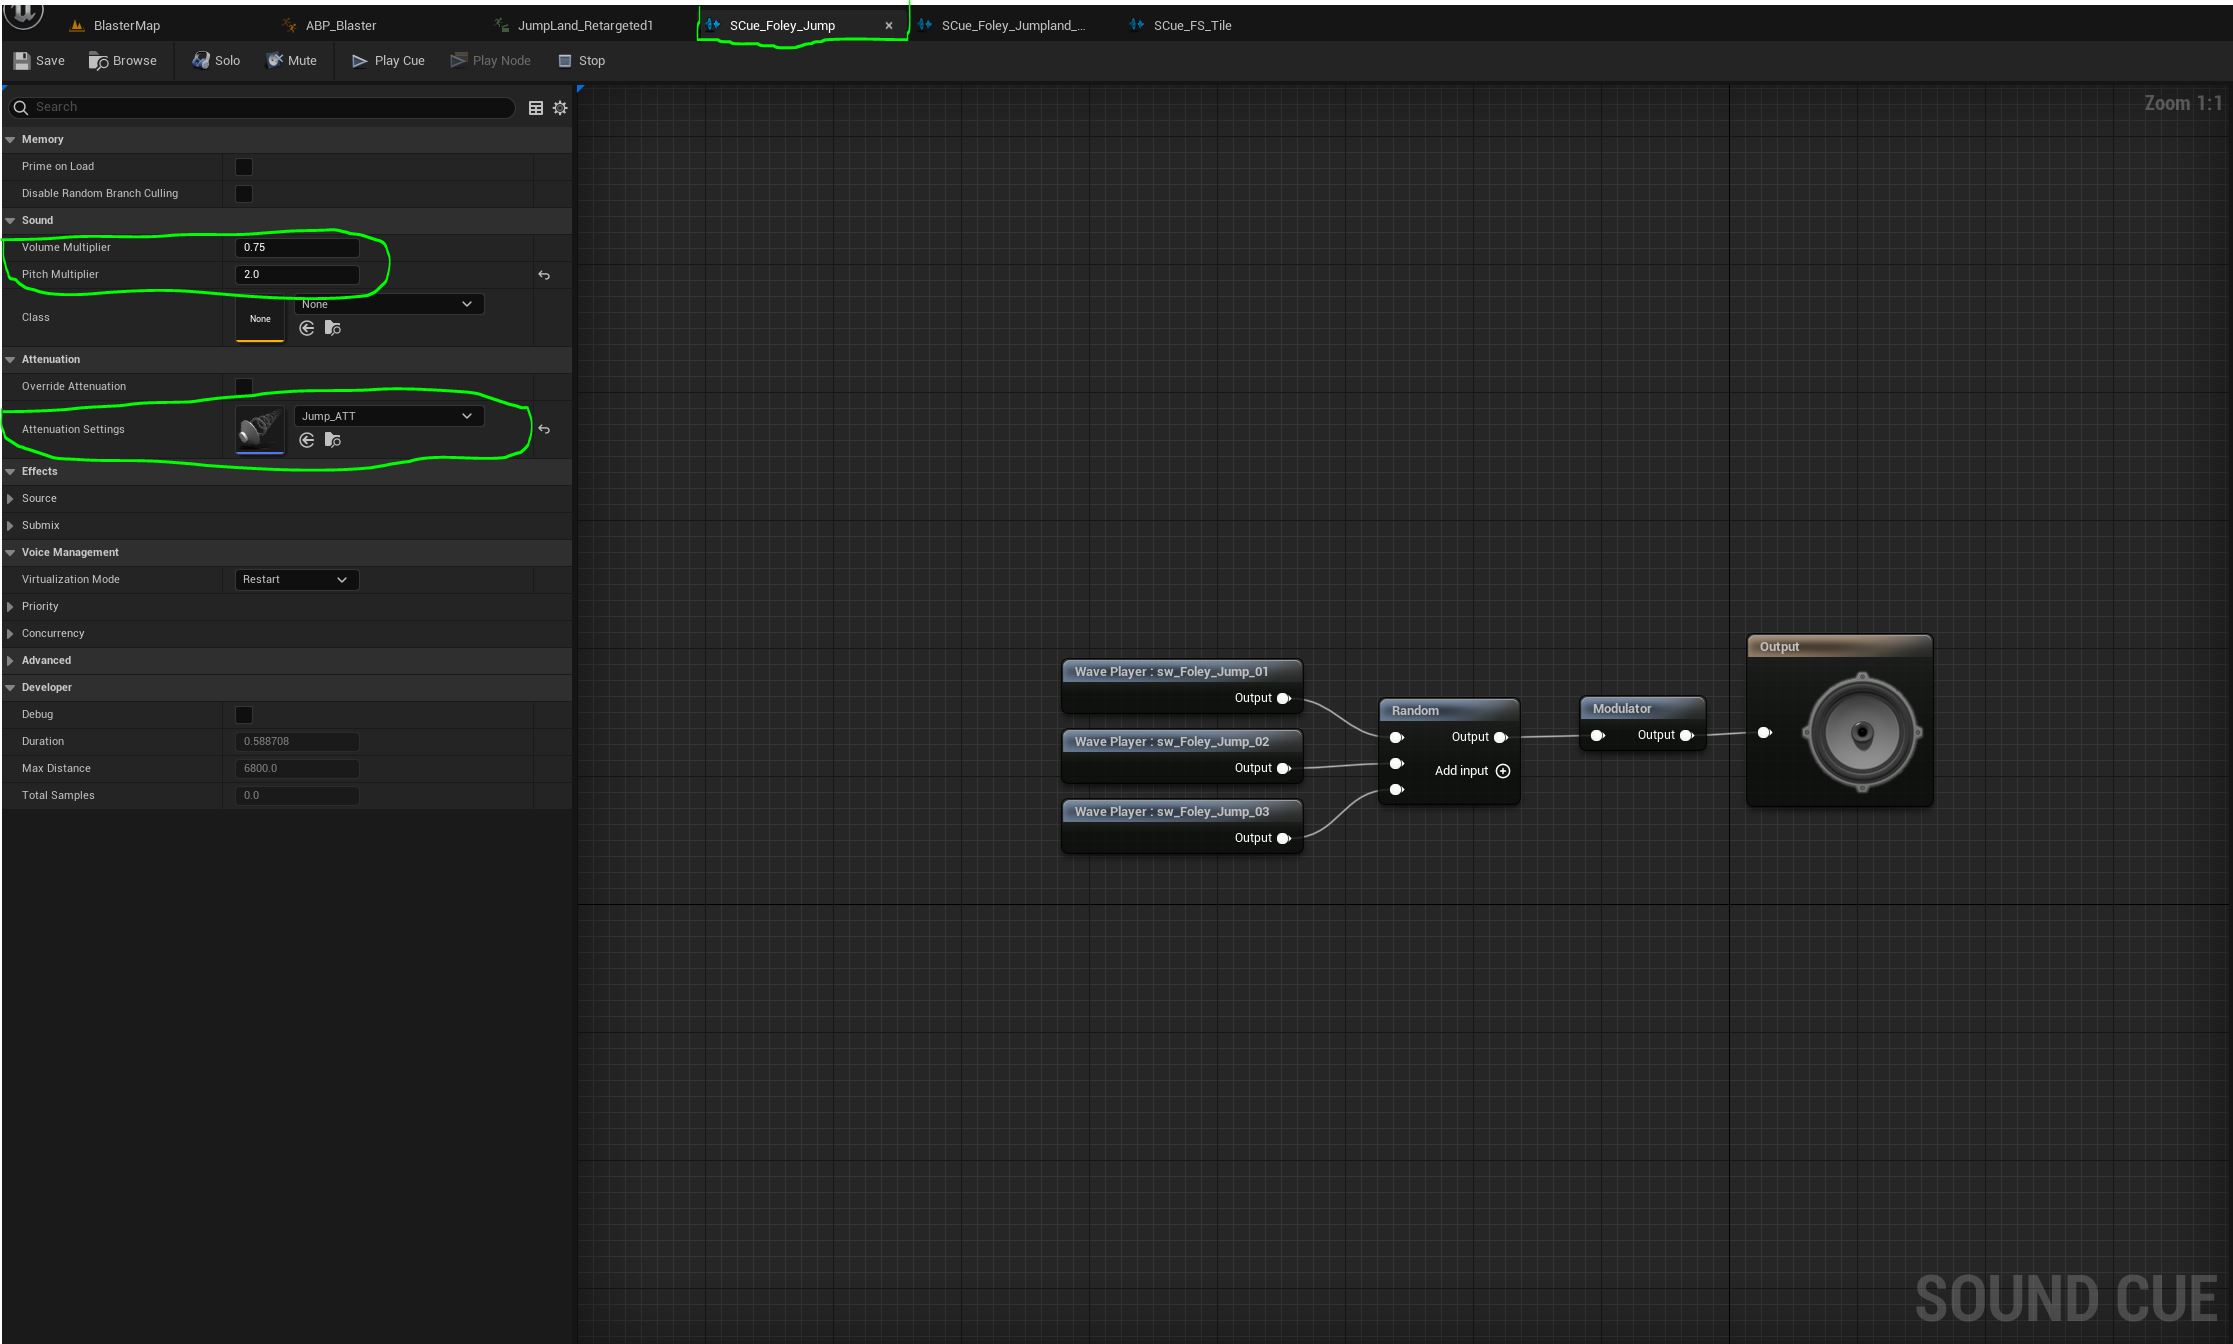 BlasterMap
ABP_Blaster
JumpLand_Retargeted1
SCue_Foley_Jump
SCue_Foley_Jumpland_...
SCue_FS_Tile
Save
Browse
Solo
Mute
Play Cue
Play Node
Stop
Search
Memory
Prime on Load
Disable Random Branch Culling
Sound
Volume Multiplier 0.75
Pitch Multiplier 2.0
Class None None
Attenuation
Override Attenuation
Attenuation Settings Jump_ATT
Effects
Source
Submix
Voice Management
Virtualization Mode Restart
Priority
Concurrency
Advanced
Developer
Debug
Duration 0.588708
Max Distance 6800.0
Total Samples 0.0
Zoom 1:1
Wave Player : sw_Foley_Jump_01
Output
Wave Player : sw_Foley_Jump_02
Output
Wave Player : sw_Foley_Jump_03
Output
Random
Output
Add input
Modulator
Output
Output
SOUND CUE